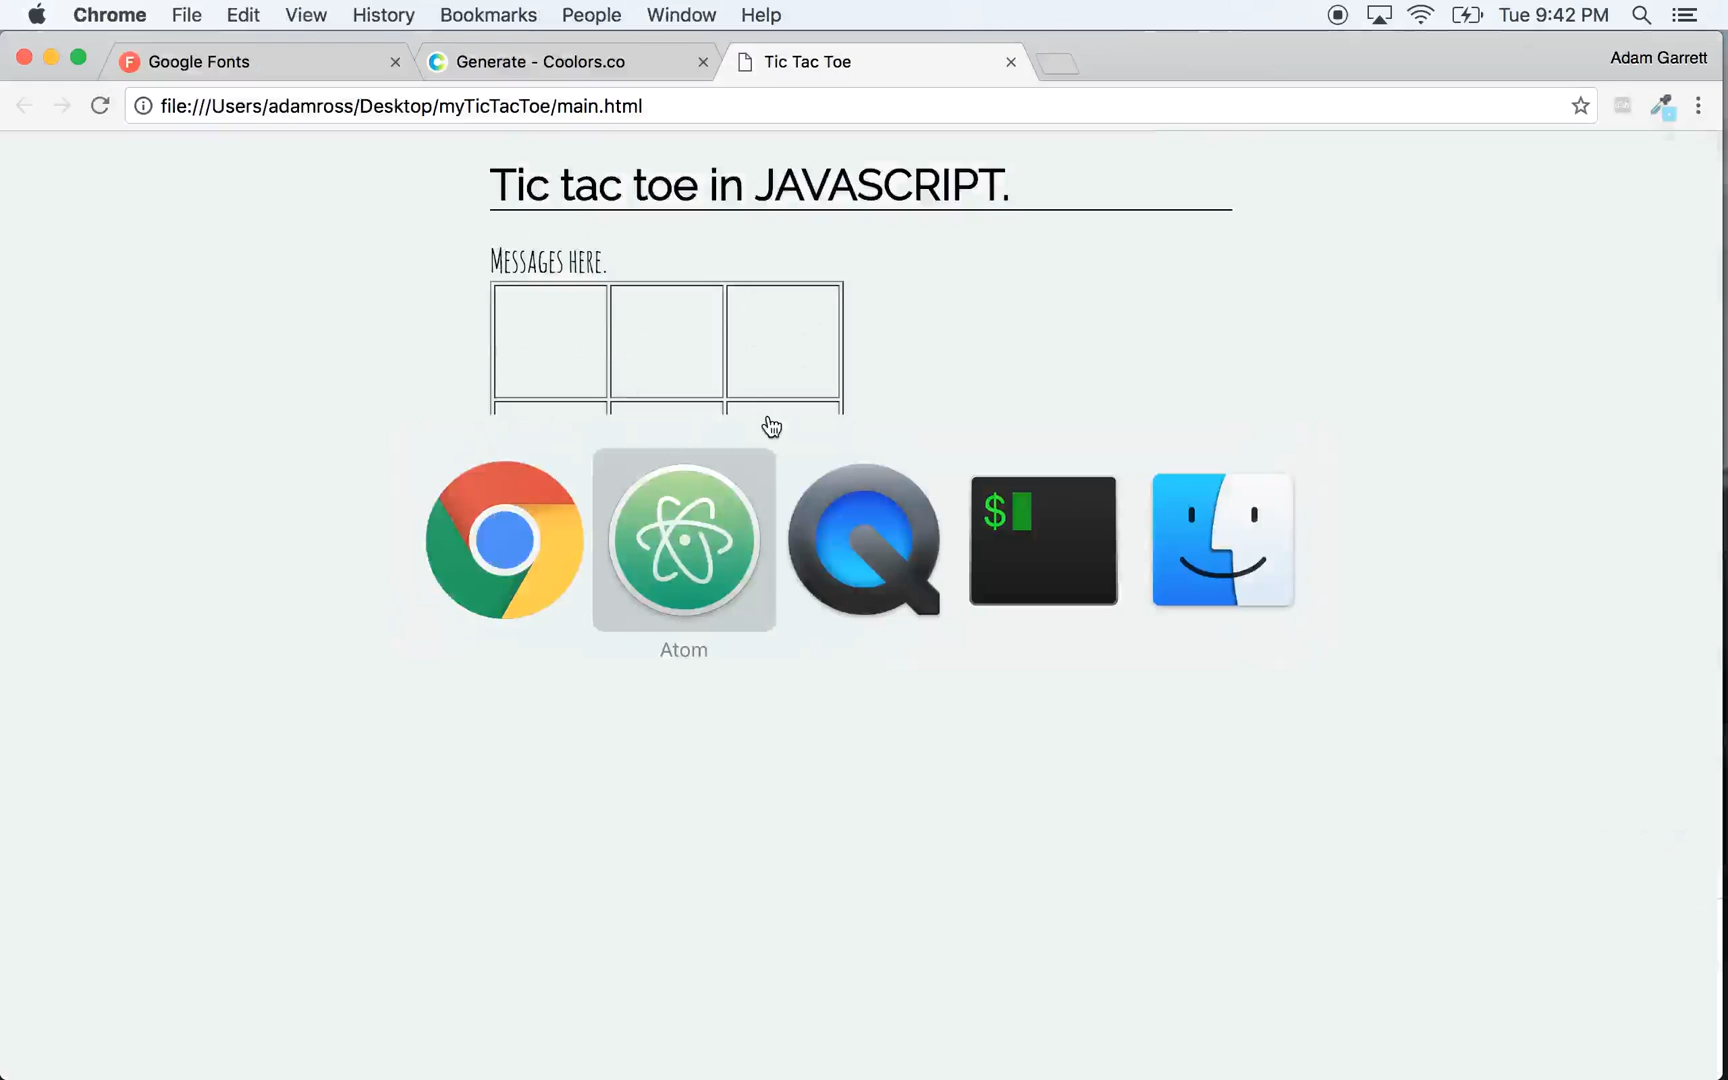 Chrome File Edit View History Bookmarks People Window Help Tue 9:42 PM
Google Fonts Generate - Coolors.co Tic Tac Toe Adam Garrett
file:///Users/adamross/Desktop/myTicTacToe/main.html
Tic tac toe in JAVASCRIPT.
Messages here.
$
Atom